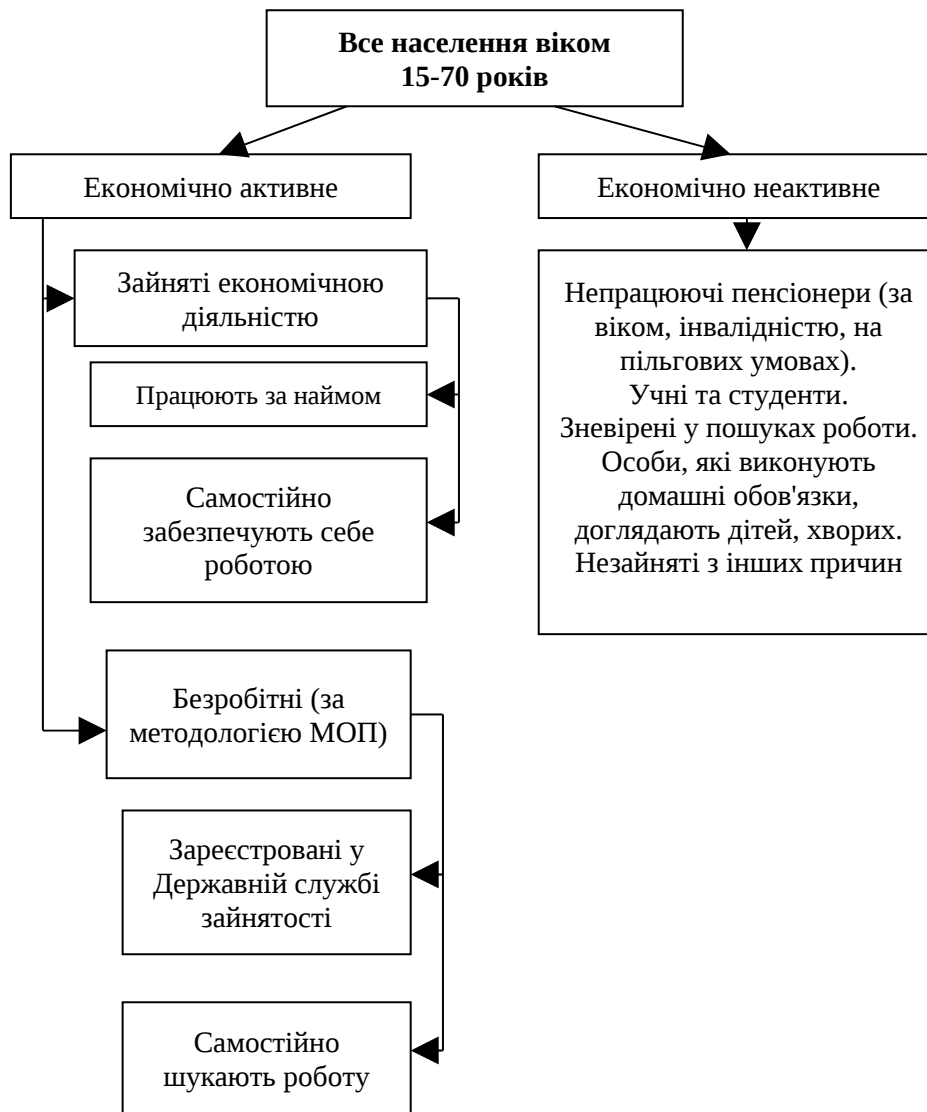 Все населення віком
15-70 років
Економічно активне
Економічно неактивне
Зайняті економічною
діяльністю
Працюють за наймом
Самостійно
забезпечують себе
роботою
Непрацюючі пенсіонери (за
віком, інвалідністю, на
пільгових умовах).
Учні та студенти.
Зневірені у пошуках роботи.
Особи, які виконують
домашні обов'язки,
доглядають дітей, хворих.
Незайняті з інших причин
Безробітні (за
методологією МОП)
Зареєстровані у
Державній службі
зайнятості
Самостійно
шукають роботу